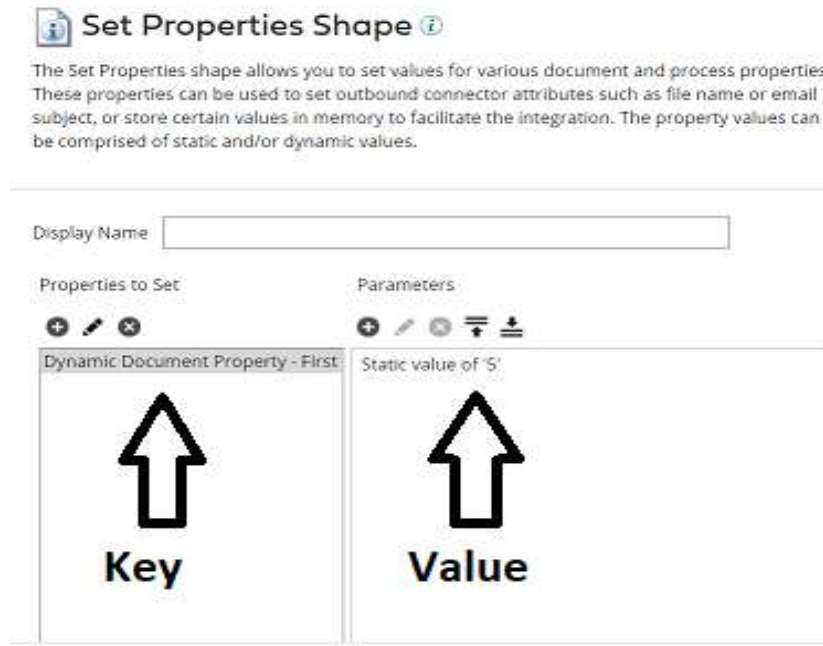 Set Properties Shape i
The Set Properties shape allows you to set values for various document and process properties
These properties can be used to set outbound connector attributes such as file name or email
subject, or store certain values in memory to facilitate the integration. The property values can
be comprised of static and/or dynamic values.
Display Name
Properties to Set Parameters
Dynamic Document Property - First Static value of '5'
Key Value